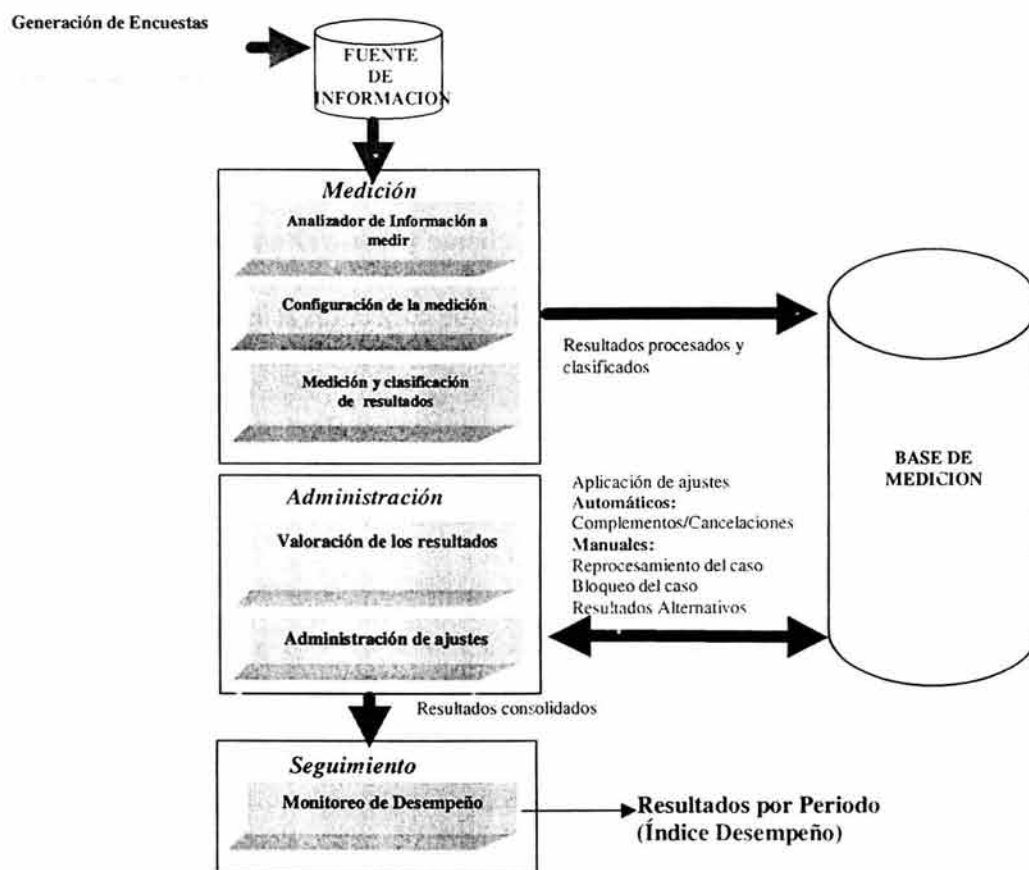 Generación de Encuestas
FUENTE
DE
INFORMACION
Medición
Analizador de Información a
medir
Configuración de la medición
Medición y clasificación
de resultados
Resultados procesados y
clasificados
BASE DE
MEDICION
Administración
Valoración de los resultados
Administración de ajustes
Aplicación de ajustes
Automáticos:
Complementos/Cancelaciones
Manuales:
Reprocesamiento del caso
Bloqueo del caso
Resultados Alternativos
Resultados consolidados
Seguimiento
Monitoreo de Desempeño
Resultados por Periodo
(Índice Desempeño)